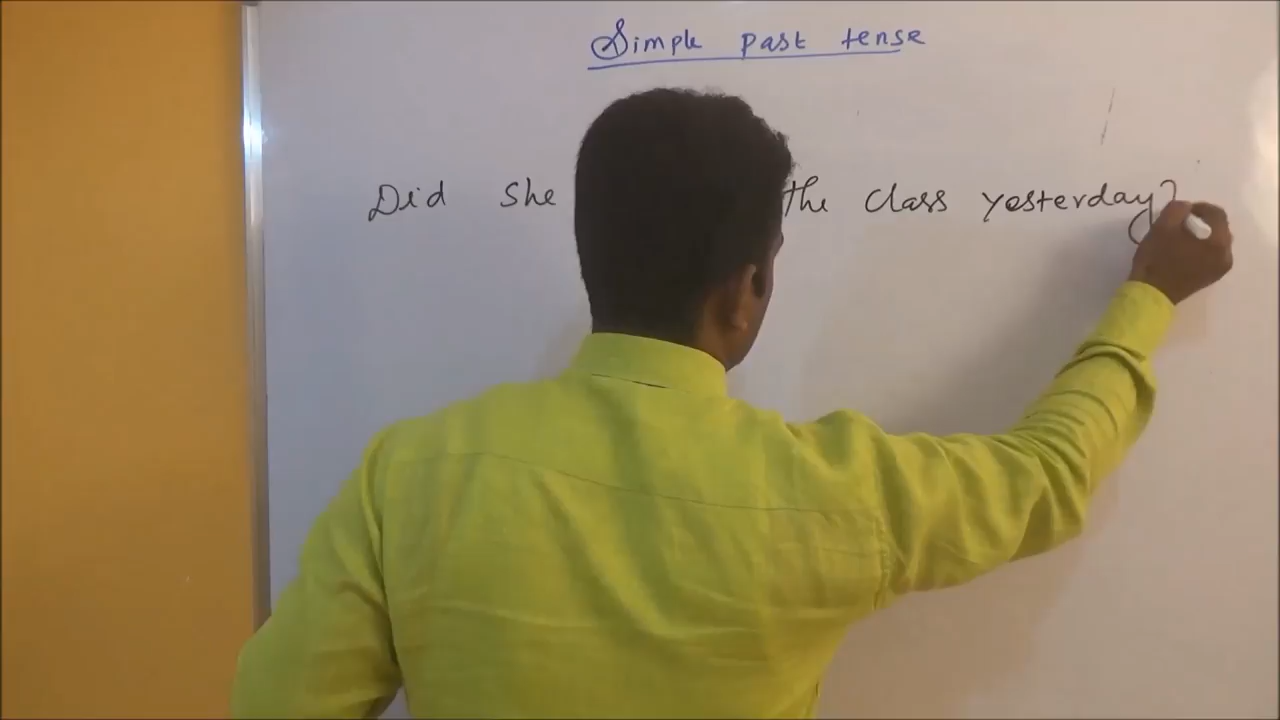 Simple past tense
Did she the class yesterday?